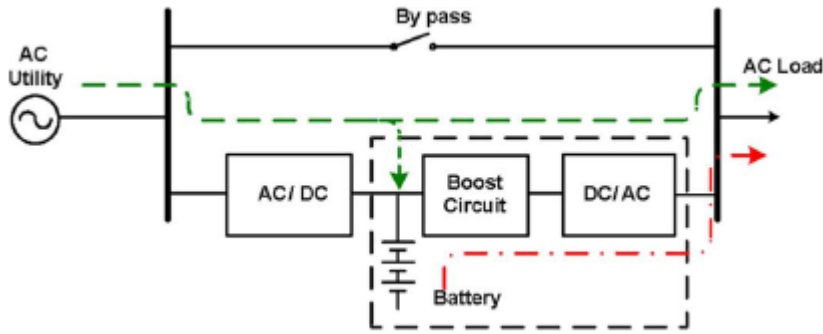 By pass
AC
Utility
AC Load
AC/ DC
Boost
Circuit
DC/ AC
Battery